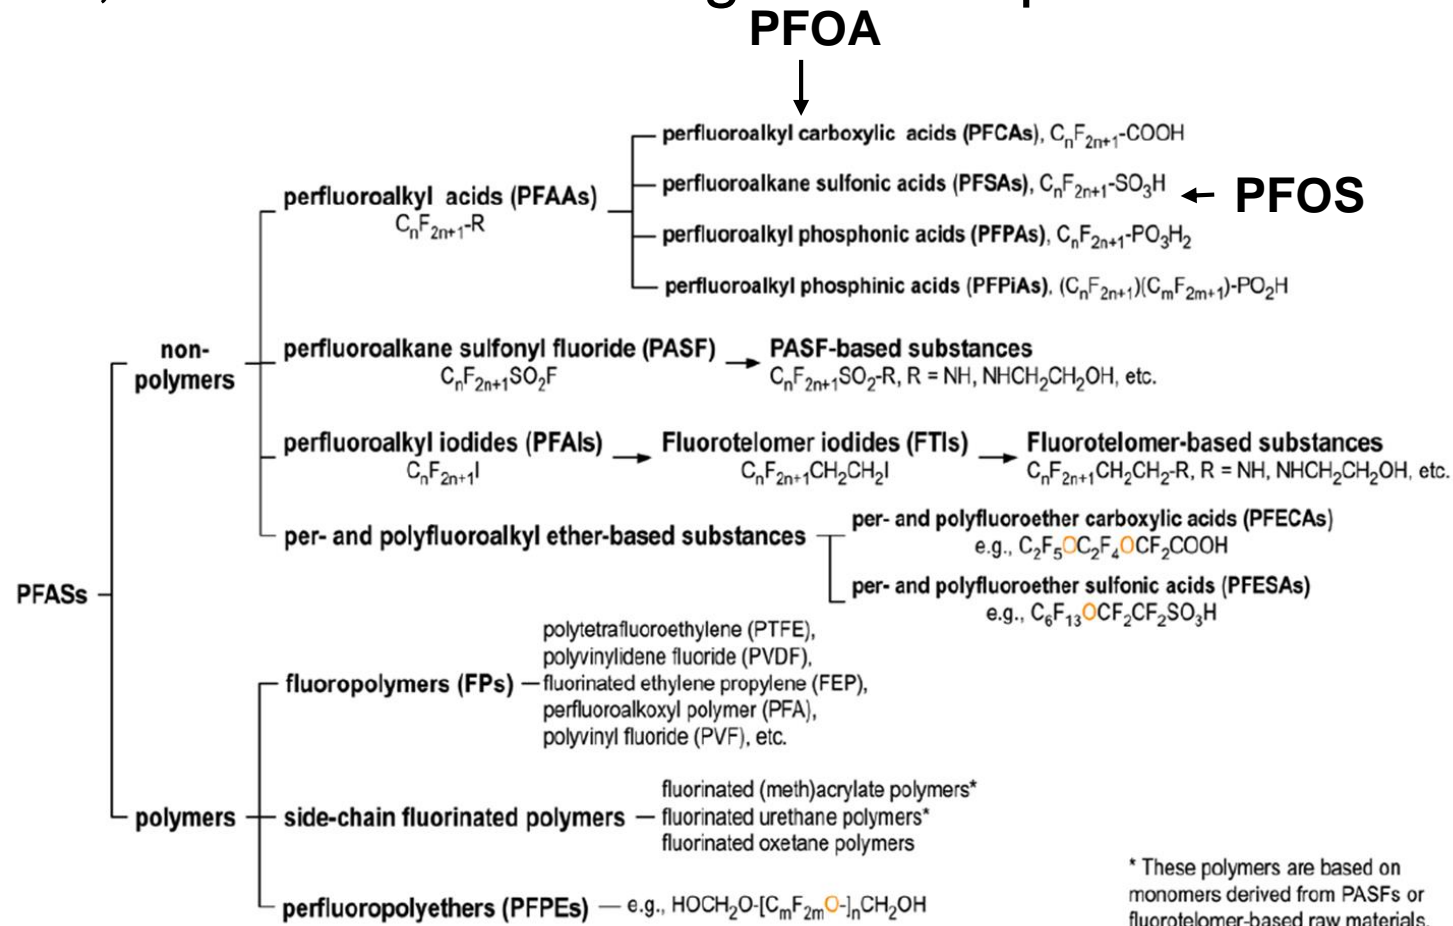 PFOA
perfluoroalkyl carboxylic acids (PFCAs), CnF2n+1-COOH
perfluoroalkane sulfonic acids (PFSAs), CnF2n+1-SO3H
PFOS
perfluoroalkyl acids (PFAAs)
CnF2n+1-R
perfluoroalkyl phosphonic acids (PFPAs), CnF2n+1-PO3H2
perfluoroalkyl phosphinic acids (PFPiAs), (CnF2n+1)(CmF2m+1)-PO2H
non-
polymers
perfluoroalkane sulfonyl fluoride (PASF)
CnF2n+1SO2F
PASF-based substances
CnF2n+1SO2-R, R = NH, NHCH2CH2OH, etc.
perfluoroalkyl iodides (PFAIs)
CnF2n+1I
Fluorotelomer iodides (FTIs)
CnF2n+1CH2CH2I
Fluorotelomer-based substances
CnF2n+1CH2CH2-R, R = NH, NHCH2CH2OH, etc.
per- and polyfluoroalkyl ether-based substances
per- and polyfluoroether carboxylic acids (PFECAs)
e.g., C2F5OC2F4OCF2COOH
per- and polyfluoroether sulfonic acids (PFESAs)
e.g., C6F13OCF2CF2SO3H
PFASs
fluoropolymers (FPs)
polytetrafluoroethylene (PTFE),
polyvinylidene fluoride (PVDF),
fluorinated ethylene propylene (FEP),
perfluoroalkoxyl polymer (PFA),
polyvinyl fluoride (PVF), etc.
polymers
side-chain fluorinated polymers
fluorinated (meth)acrylate polymers*
fluorinated urethane polymers*
fluorinated oxetane polymers
perfluoropolyethers (PFPEs)
e.g., HOCH2O-[CmF2mO-]nCH2OH
* These polymers are based on
monomers derived from PASFs or
fluorotelomer-based raw materials.